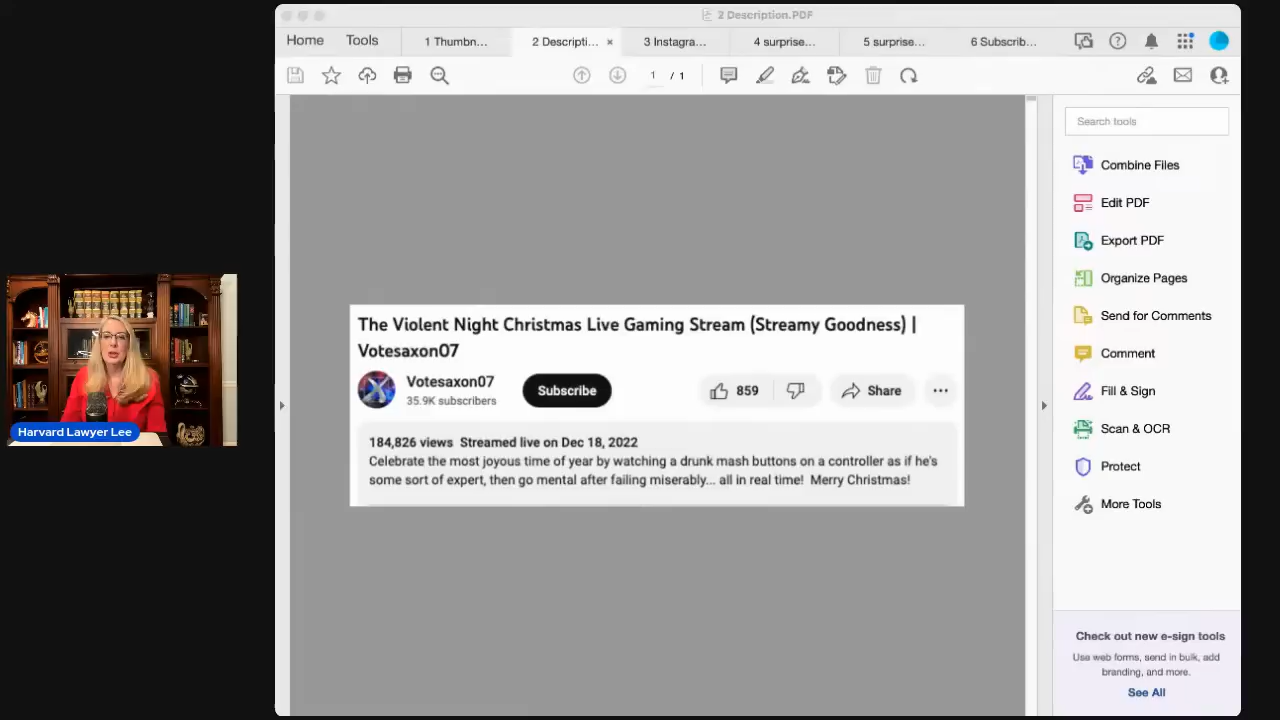 2 Description.PDF
Home Tools 1 Thumbn... 2 Descripti... × 3 Instagra... 4 surprise... 5 surprise... 6 Subscrib...
1 / 1
Search tools
Combine Files
Edit PDF
Export PDF
Organize Pages
Send for Comments
Comment
Fill & Sign
Scan & OCR
Protect
More Tools
The Violent Night Christmas Live Gaming Stream (Streamy Goodness) |
Votesaxon07
Votesaxon07
35.9K subscribers
Subscribe
859
Share
184,826 views Streamed live on Dec 18, 2022
Celebrate the most joyous time of year by watching a drunk mash buttons on a controller as if he's
some sort of expert, then go mental after failing miserably... all in real time! Merry Christmas!
Harvard Lawyer Lee
Check out new e-sign tools
Use web forms, send in bulk, add
branding, and more.
See All